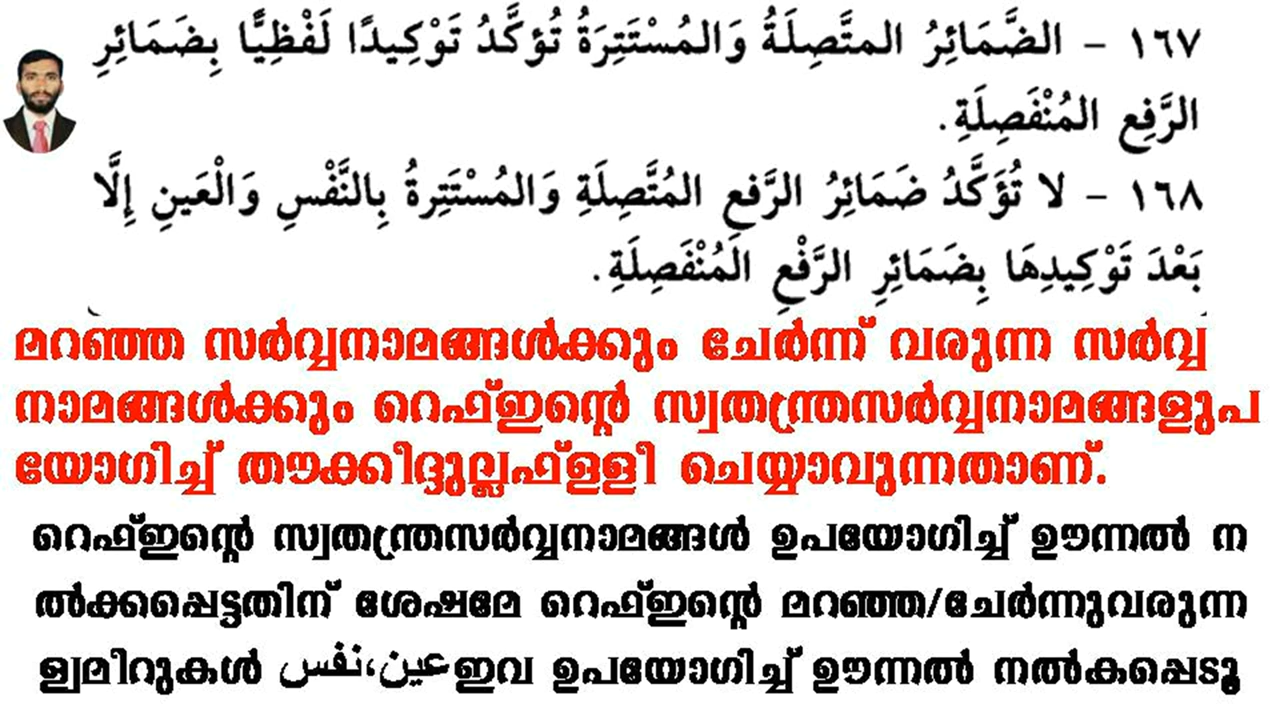 ١٦٧ - الضَّمَائِرُ المتَّصِلَةُ وَالمُسْتَتِرَةُ تُؤكَّدُ تَوْكِيدًا لَفْظِيًّا بِضَمَائِرِ
الرَّفِع المُنْفَصِلَةِ.
١٦٨ - لا تُؤَكَّدُ ضَمَائِرُ الرَّفعِ المُتَّصِلَةِ وَالمُسْتَتِرةُ بِالنَّفْسِ وَالْعَينِ إِلَّا
بَعْدَ تَوْكِيدِهَا بِضَمَائِرِ الرَّفْعِ المُنْفَصِلَةِ.
മറഞ്ഞ സർവ്വനാമങ്ങൾക്കും ചേർന്ന് വരുന്ന സർവ്വ
നാമങ്ങൾക്കും റെഫ്ഇന്റെ സ്വതന്ത്രസർവ്വനാമങ്ങളുപ
യോഗിച്ച് തൗക്കീദ്ദുല്ലഫ്ളളീ ചെയ്യാവുന്നതാണ്.
റെഫ്ഇന്റെ സ്വതന്ത്രസർവ്വനാമങ്ങൾ ഉപയോഗിച്ച് ഊന്നൽ ന
ൽക്കപ്പെട്ടതിന് ശേഷമേ റെഫ്ഇന്റെ മറഞ്ഞ/ചേർന്നുവരുന്ന
ള്വമിറുകൾ عين،نفس ഇവ ഉപയോഗിച്ച് ഊന്നൽ നൽകപ്പെടൂ